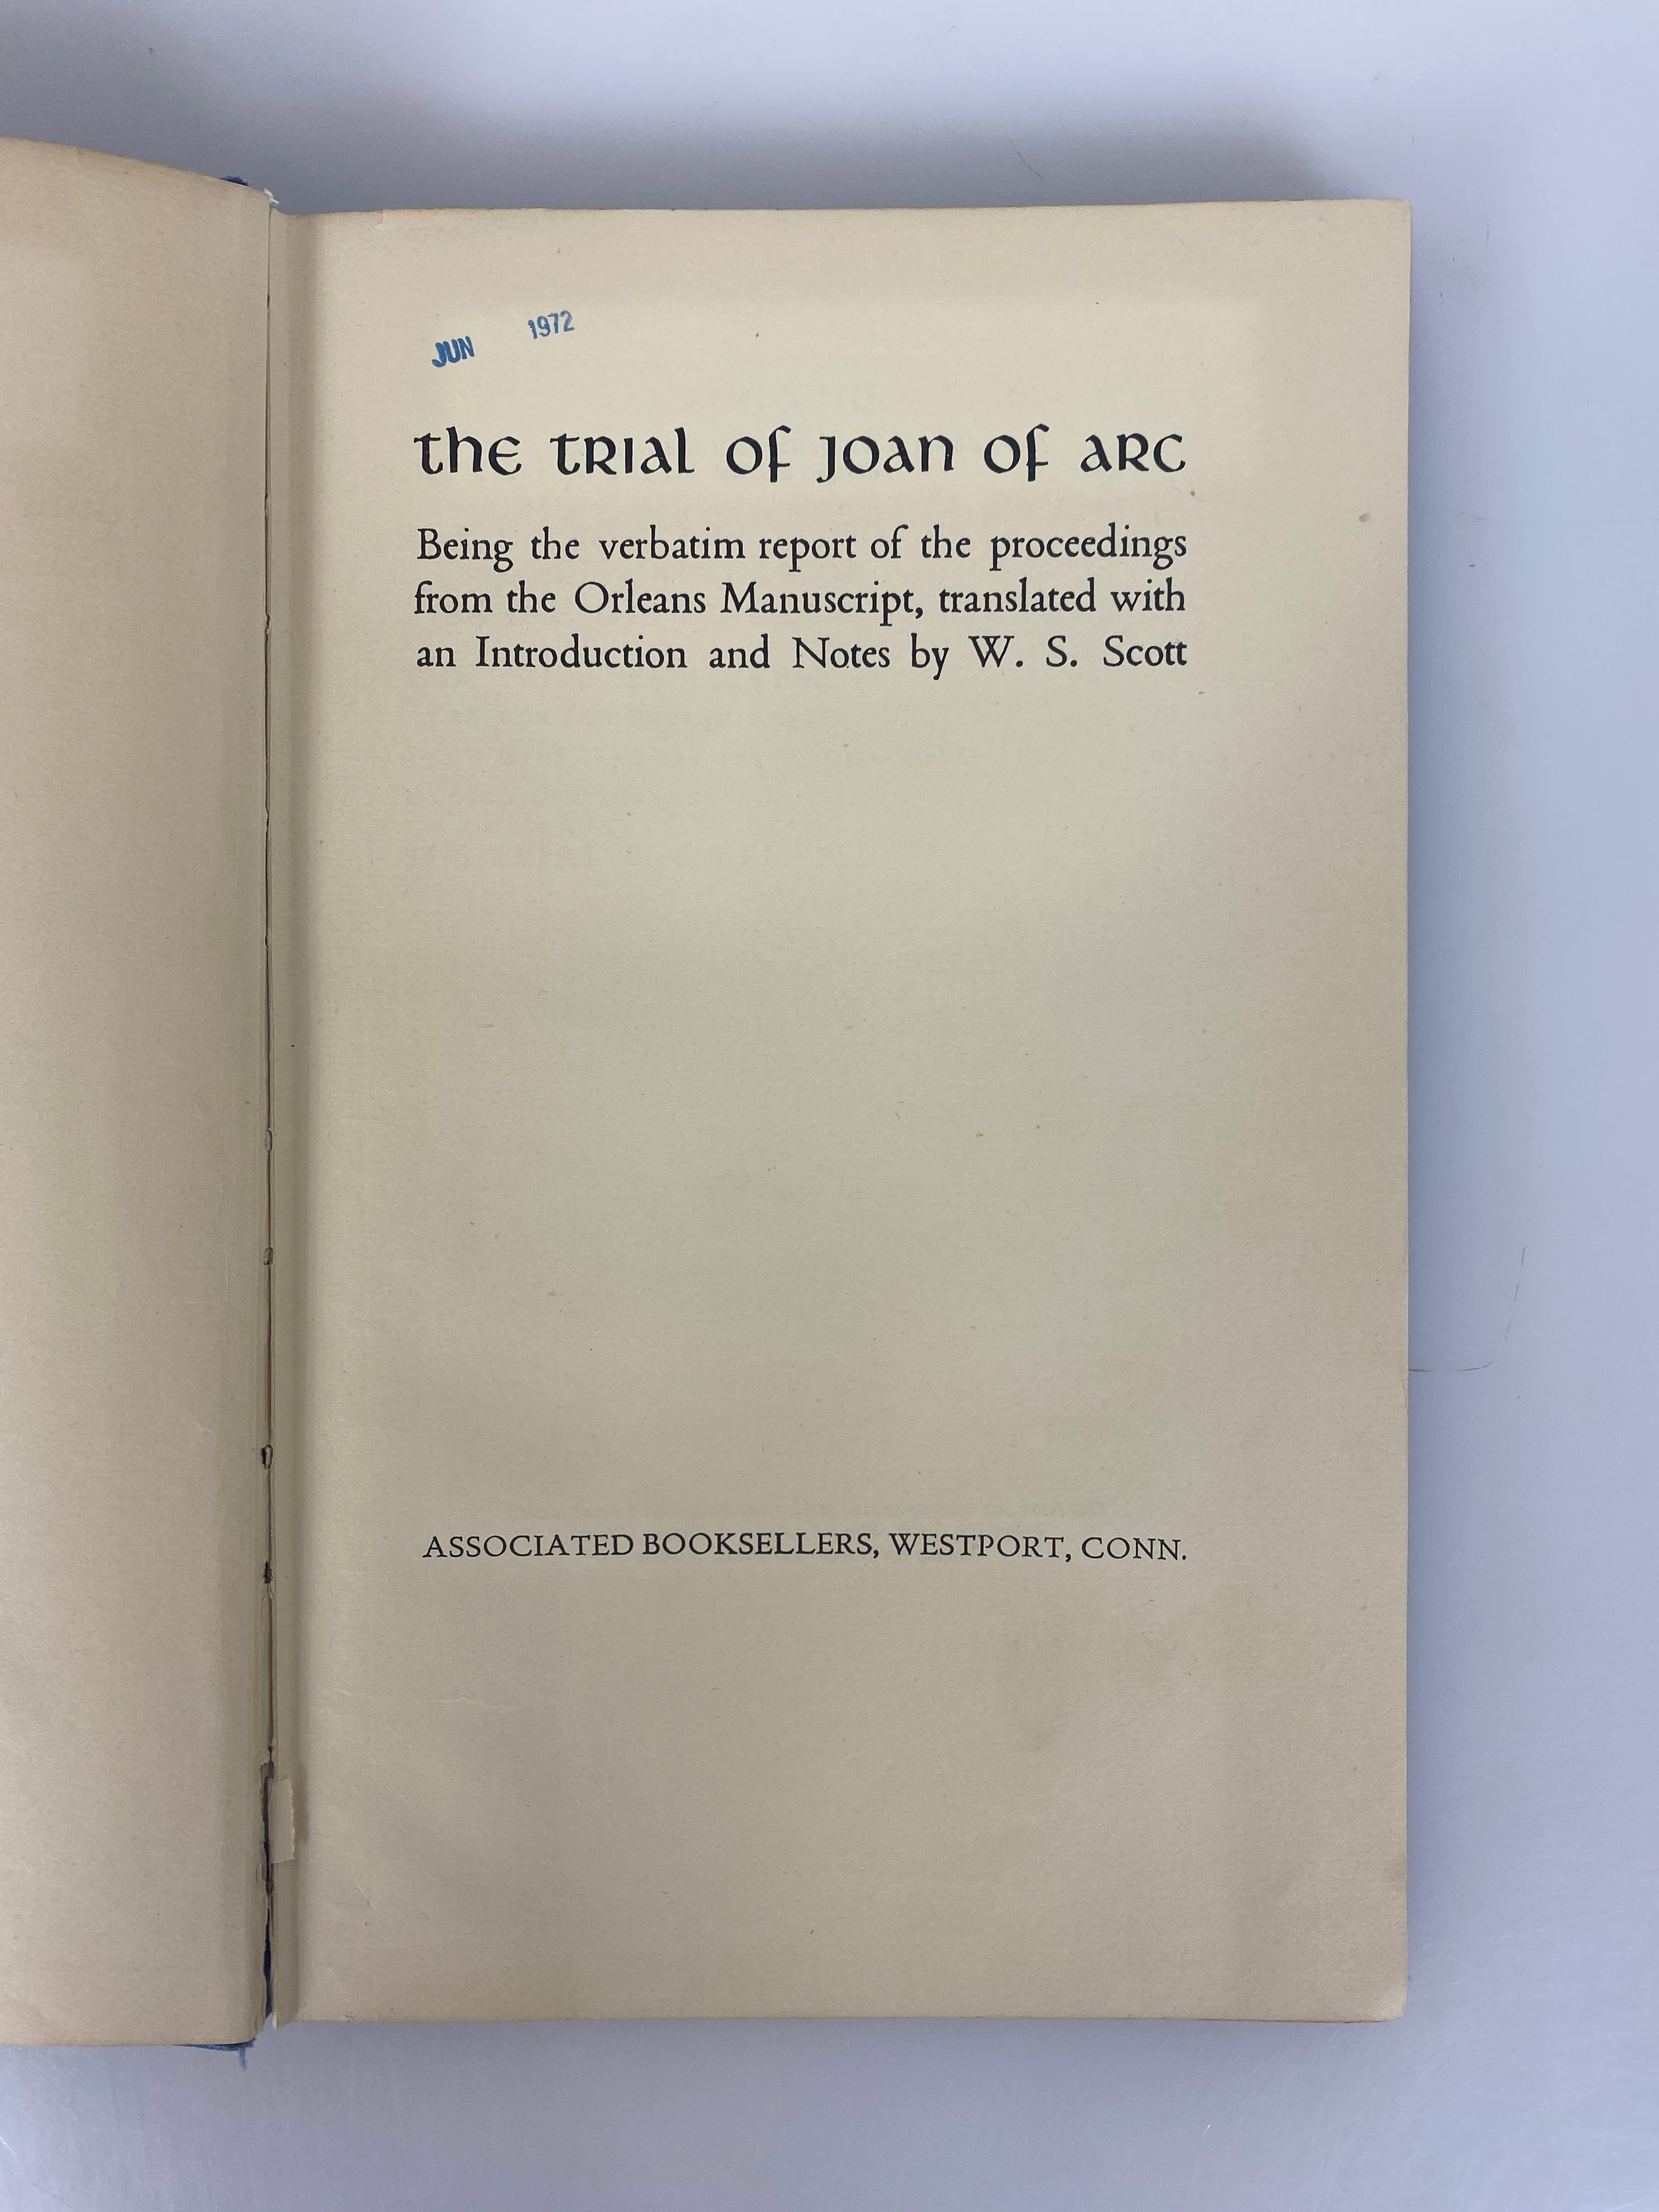 JUN 1972
the trial of joan of arc
Being the verbatim report of the proceedings
from the Orleans Manuscript, translated with
an Introduction and Notes by W. S. Scott
ASSOCIATED BOOKSELLERS, WESTPORT, CONN.